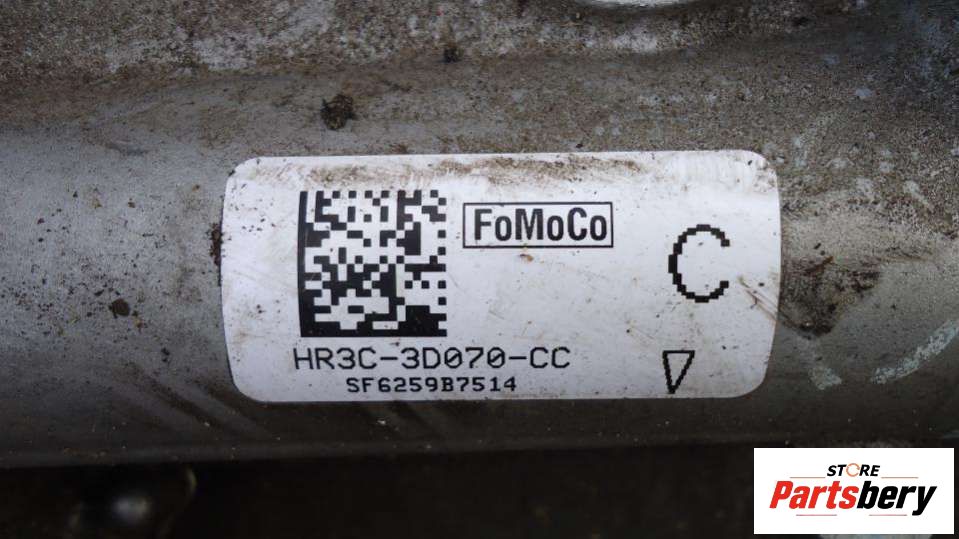 FoMoCo
C
HR3C-3D070-CC
SF6259B7514
STORE
Partsbery